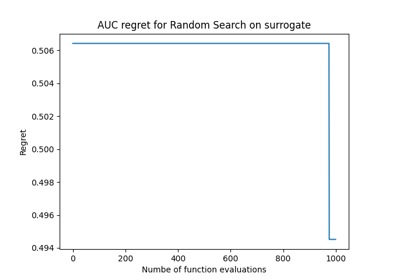 AUC regret for Random Search on surrogate
0.506
0.504
0.502
0.500
0.498
0.496
0.494
Regret
0 200 400 600 800 1000
Numbe of function evaluations